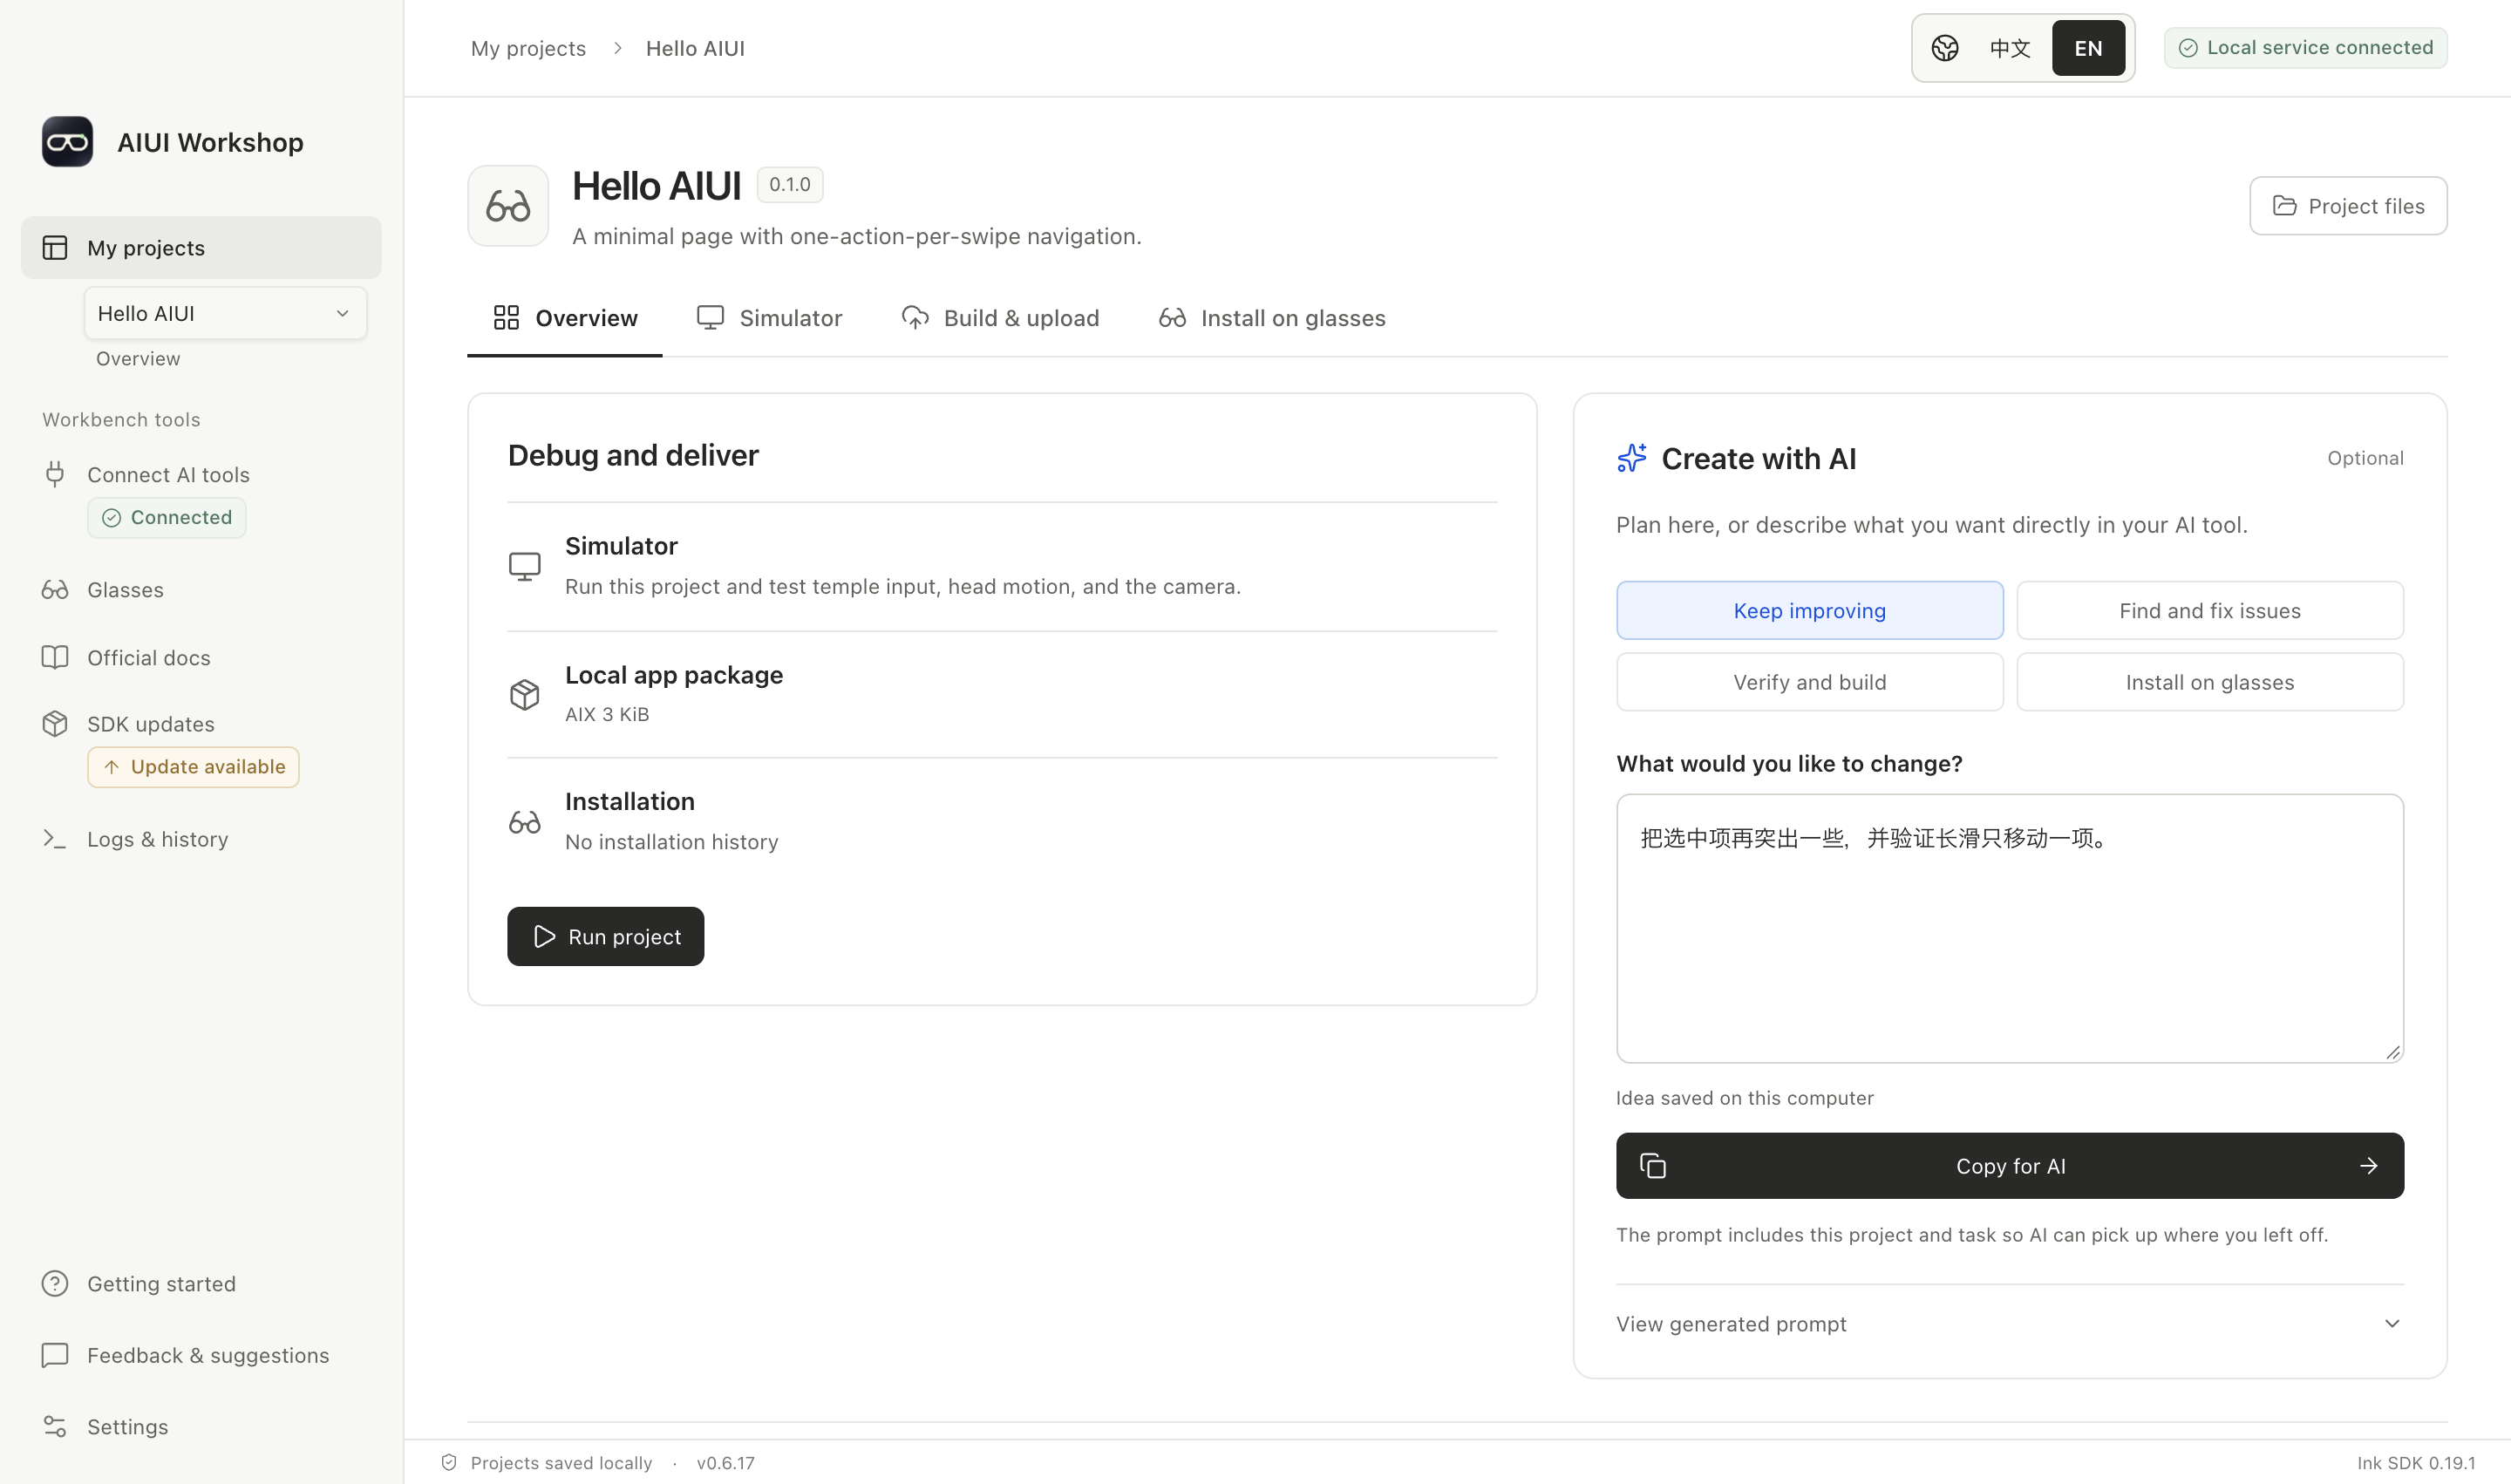 AIUI Workshop
My projects
Hello AIUI
Overview
Workbench tools
Connect AI tools
Connected
Glasses
Official docs
SDK updates
Update available
Logs & history
Getting started
Feedback & suggestions
Settings
My projects > Hello AIUI
中文
EN
Local service connected
Hello AIUI 0.1.0
A minimal page with one-action-per-swipe navigation.
Project files
Overview
Simulator
Build & upload
Install on glasses
Debug and deliver
Simulator
Run this project and test temple input, head motion, and the camera.
Local app package
AIX 3 KiB
Installation
No installation history
Run project
Create with AI
Optional
Plan here, or describe what you want directly in your AI tool.
Keep improving
Find and fix issues
Verify and build
Install on glasses
What would you like to change?
把选中项再突出一些，并验证长滑只移动一项。
Idea saved on this computer
Copy for AI
The prompt includes this project and task so AI can pick up where you left off.
View generated prompt
Projects saved locally · v0.6.17
Ink SDK 0.19.1